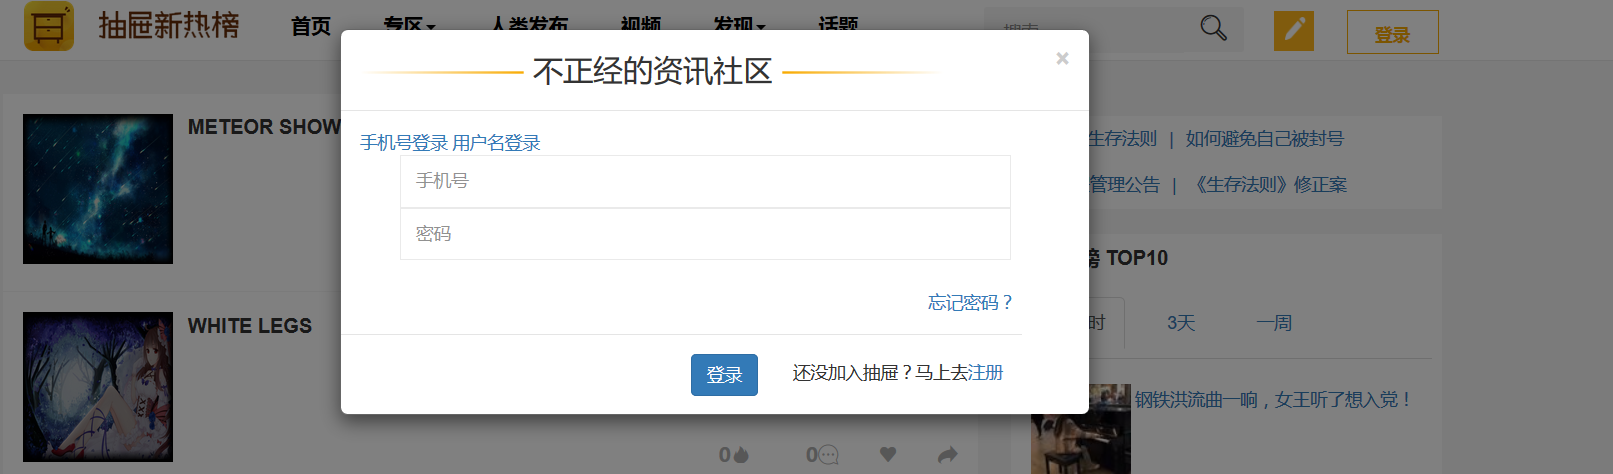 抽屉新热榜 首页 专区 人类发布 视频 发现 话题 搜索 登录
不正经的资讯社区 ×
METEOR SHOW
生存法则 | 如何避免自己被封号
手机号登录 用户名登录
手机号
管理公告 | 《生存法则》修正案
密码
榜 TOP10
忘记密码？
时 3天 一周
WHITE LEGS
登录 还没加入抽屉？马上去注册
钢铁洪流曲一响，女王听了想入党！
0 0